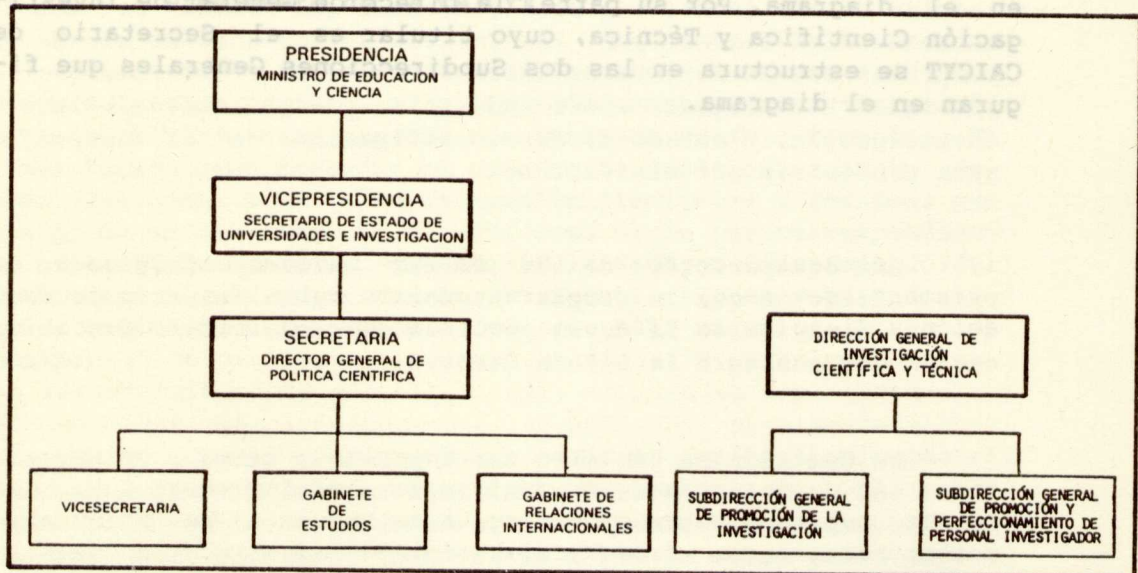 en el diagrama. Por su parte, la Dirección General de Investi-
gación Científica y Técnica, cuyo titular es el Secretario de
CAICYT se estructura en las dos Subdirecciones Generales que fi-
guran en el diagrama.
PRESIDENCIA
MINISTRO DE EDUCACION
Y CIENCIA
VICEPRESIDENCIA
SECRETARIO DE ESTADO DE
UNIVERSIDADES E INVESTIGACION
SECRETARIA
DIRECTOR GENERAL DE
POLITICA CIENTIFICA
DIRECCIÓN GENERAL DE
INVESTIGACIÓN
CIENTÍFICA Y TÉCNICA
VICESECRETARIA
GABINETE
DE
ESTUDIOS
GABINETE DE
RELACIONES
INTERNACIONALES
SUBDIRECCIÓN GENERAL
DE PROMOCIÓN DE LA
INVESTIGACIÓN
SUBDIRECCIÓN GENERAL
DE PROMOCIÓN Y
PERFECCIONAMIENTO DE
PERSONAL INVESTIGADOR